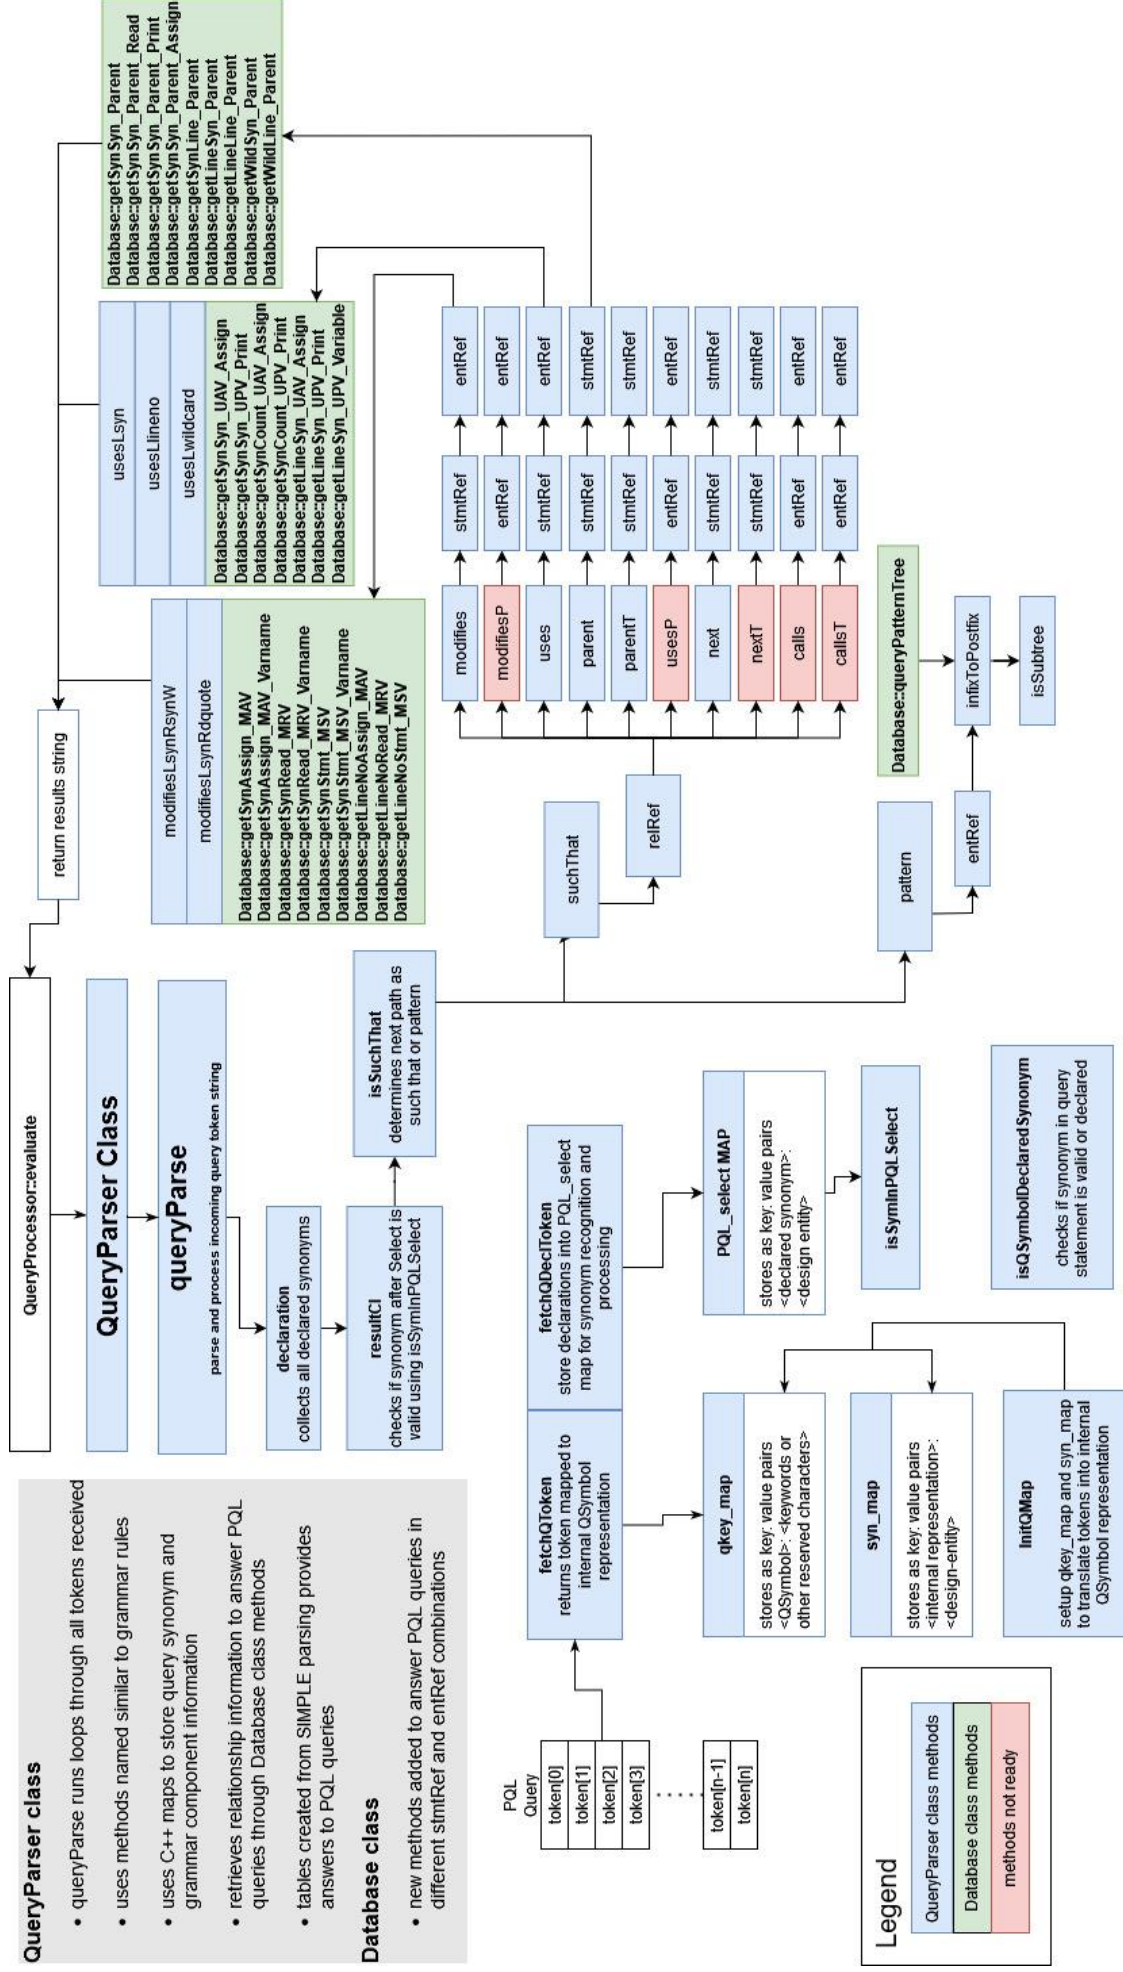 QueryParser class
• queryParse runs loops through all tokens received
• uses methods named similar to grammar rules
• uses C++ maps to store query synonym and
grammar component information
• retrieves relationship information to answer PQL
queries through Database class methods
• tables created from SIMPLE parsing provides
answers to PQL queries
Database class
• new methods added to answer PQL queries in
different stmtRef and entRef combinations
QueryProcessor::evaluate
QueryParser Class
queryParse
parse and process incoming query token string
declaration
collects all declared synonyms
resultCl
checks if synonym after Select is
valid using isSymInPQLSelect
isSuchThat
determines next path as
such that or pattern
return results string
modifiesLsynRsynW
modifiesLsynRdquote
Database::getSynAssign_MAV
Database::getSynAssign_MAV_Varname
Database::getSynRead_MRV
Database::getSynRead_MRV_Varname
Database::getSynStmt_MSV
Database::getSynStmt_MSV_Varname
Database::getLineNoAssign_MAV
Database::getLineNoRead_MRV
Database::getLineNoStmt_MSV
usesLsyn
usesLlineno
usesLwildcard
Database::getSynSyn_UAV_Assign
Database::getSynSyn_UPV_Print
Database::getSynCount_UAV_Assign
Database::getSynCount_UPV_Print
Database::getLineSyn_UAV_Assign
Database::getLineSyn_UPV_Print
Database::getLineSyn_UPV_Variable
Database::getSynSyn_Parent
Database::getSynSyn_Parent_Read
Database::getSynSyn_Parent_Print
Database::getSynSyn_Parent_Assign
Database::getSynLine_Parent
Database::getLineSyn_Parent
Database::getLineLine_Parent
Database::getWildSyn_Parent
Database::getWildLine_Parent
suchThat
relRef
modifies stmtRef entRef
modifiesP entRef entRef
uses stmtRef entRef
parent stmtRef stmtRef
parentT stmtRef stmtRef
usesP entRef entRef
next stmtRef stmtRef
nextT stmtRef stmtRef
calls entRef entRef
callsT entRef entRef
pattern
entRef
Database::queryPatternTree
infixToPostfix
isSubtree
PQL
Query
token[0]
token[1]
token[2]
token[3]
token[n-1]
token[n]
fetchQToken
returns token mapped to
internal QSymbol
representation
fetchQDeclToken
store declarations into PQL_select
map for synonym recognition and
processing
qkey_map
stores as key: value pairs
<QSymbol>: <keywords or
other reserved characters>
PQL_select MAP
stores as key: value pairs
<declared synonym>:
<design entity>
syn_map
stores as key: value pairs
<internal representation>:
<design-entity>
isSymInPQLSelect
InitQMap
setup qkey_map and syn_map
to translate tokens into internal
QSymbol representation
isQSymbolDeclaredSynonym
checks if synonym in query
statement is valid or declared
Legend
QueryParser class methods
Database class methods
methods not ready